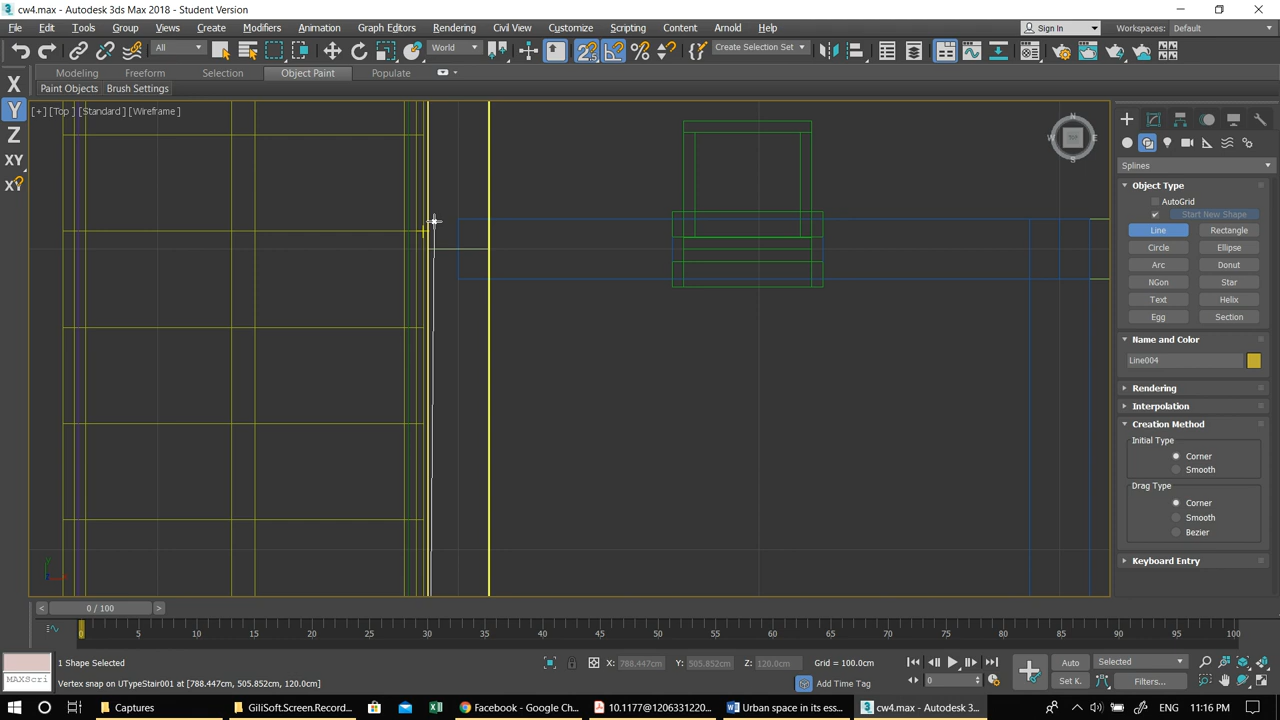 cw4.max - Autodesk 3ds Max 2018 - Student Version
File Edit Tools Group Views Create Modifiers Animation Graph Editors Rendering Civil View Customize Scripting Content Arnold Sign In Workspaces: Default
All World Create Selection Set
Modeling Freeform Selection Object Paint Populate
Paint Objects Brush Settings
X
Y
Z
XY
XY
[+] [Top ] [Standard ] [Wireframe ]
N
W TOP E
S
Splines
Object Type
AutoGrid
Start New Shape
Line Rectangle
Circle Ellipse
Arc Donut
NGon Star
Text Helix
Egg Section
Name and Color
Line004
Rendering
Interpolation
Creation Method
Initial Type
Corner
Smooth
Drag Type
Corner
Smooth
Bezier
Keyboard Entry
< 0 / 100 >
0 5 10 15 20 25 30 35 40 45 50 55 60 65 70 75 80 85 90 95 100
1 Shape Selected X: 788.447cm Y: 505.852cm Z: 120.0cm Grid = 100.0cm Auto Selected
MAXScri Vertex snap on UTypeStair001 at [788.447cm, 505.852cm, 120.0cm] Add Time Tag 0 Set K. Filters...
Captures GiliSoft.Screen.Record... Facebook - Google Ch... 10.1177@1206331220... Urban space in its ess... Autodesk 3ds Max 2018 - 3... 11:16 PM